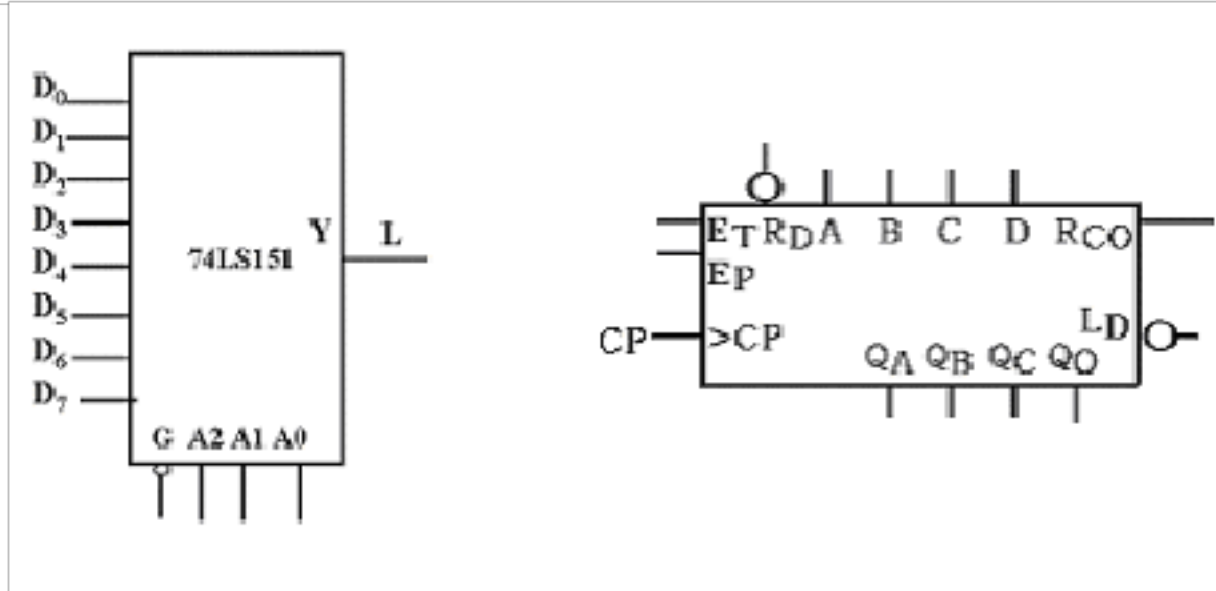 D0
D1
D2
D3
D4
D5
D6
D7
Y
L
74LS151
G A2 A1 A0
ET RD A B C D RCO
EP
LD
CP >CP
QA QB QC QO